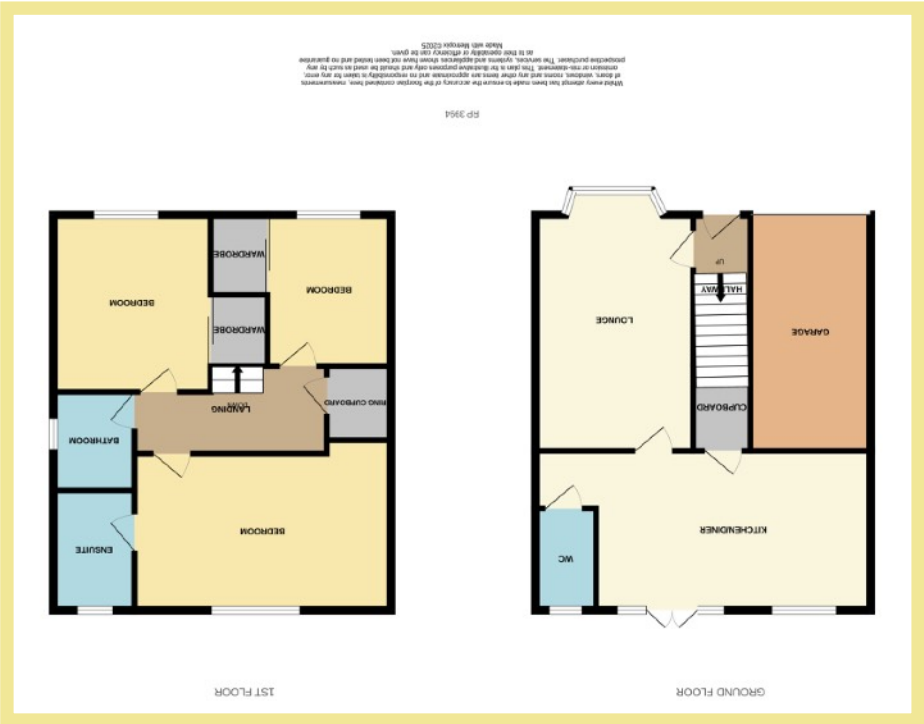 GROUND FLOOR
1ST FLOOR
WC
KITCHEN/DINER
CUPBOARD
GARAGE
LOUNGE
HALLWAY
UP
ENSUITE
BEDROOM
BATHROOM
LANDING
DOWN
RING CUPBOARD
WARDROBE
BEDROOM
BEDROOM
WARDROBE
RP 3994
Whilst every attempt has been made to ensure the accuracy of the floorplan contained here, measurements
of doors, windows, rooms and any other items are approximate and no responsibility is taken for any error,
omission or mis-statement. This plan is for illustrative purposes only and should be used as such by any
prospective purchaser. The services, systems and appliances shown have not been tested and no guarantee
as to their operability or efficiency can be given.
Made with Metropix ©2025